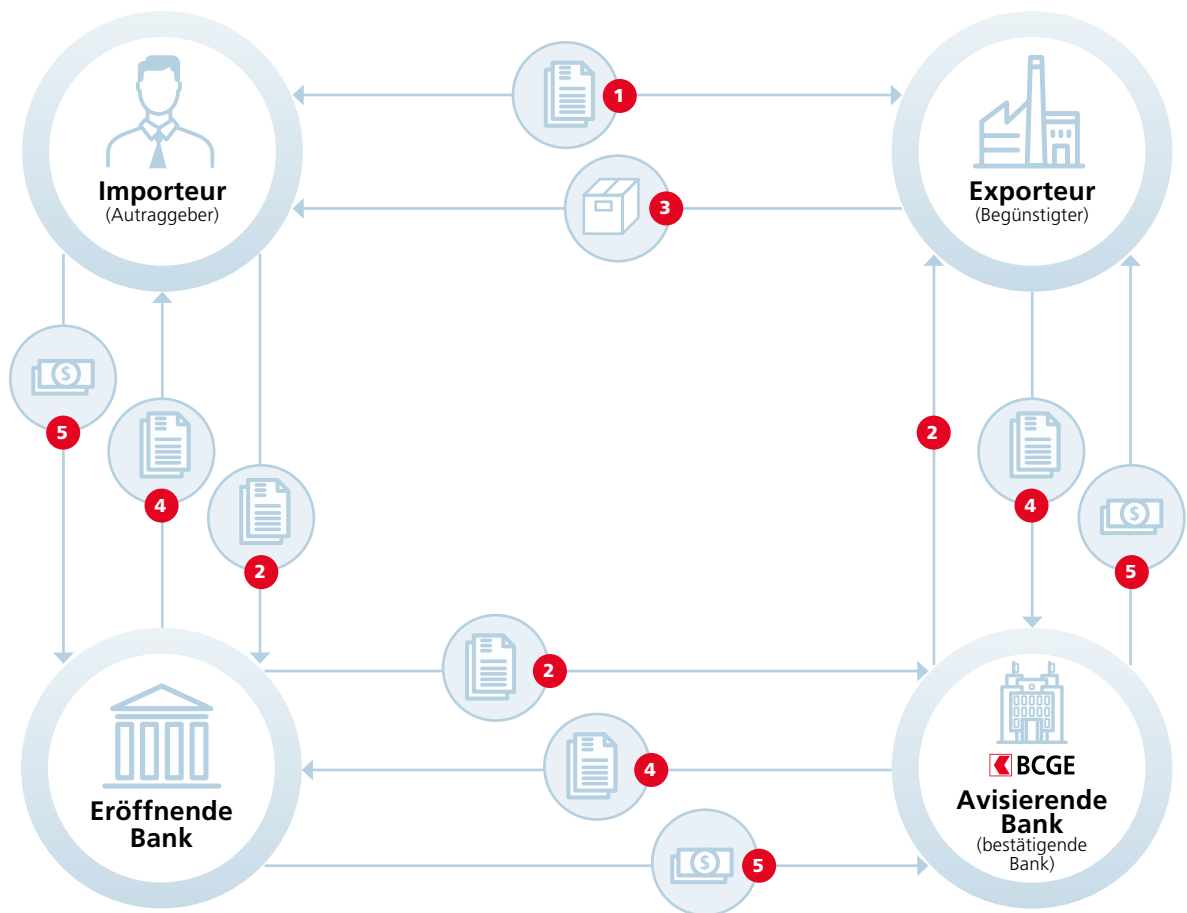 1
Importeur
(Autraggeber)
Exporteur
(Begünstigter)
3
$
5
2
4
4
$
2
5
2
BCGE
4
Eröffnende
Bank
Avisierende
Bank
(bestätigende
Bank)
$
5